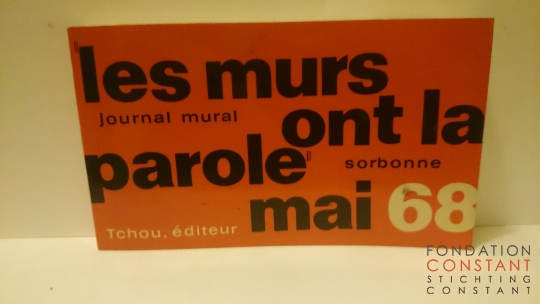 "les murs
journal mural
ont la
parole"
sorbonne
mai 68
Tchou, éditeur
FONDATION
CONSTANT
STICHTING
CONSTANT